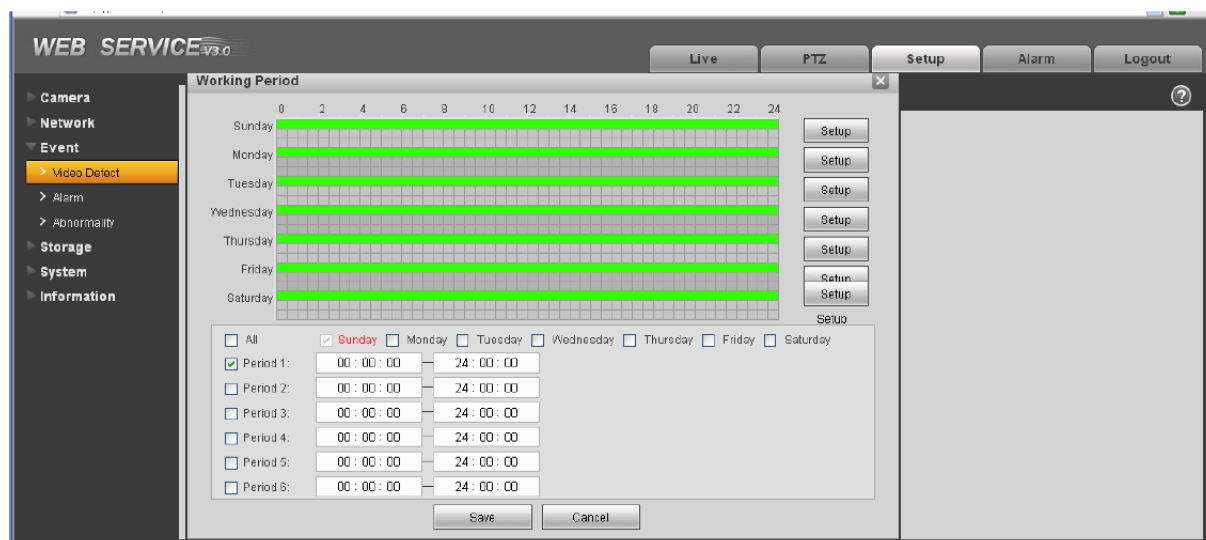 WEB SERVICE V3.0
Live PTZ Setup Alarm Logout
Working Period
Camera
Network
Event
Video Detect
Alarm
Abnormality
Storage
System
Information
0 2 4 6 8 10 12 14 16 18 20 22 24
Sunday Setup
Monday Setup
Tuesday Setup
Wednesday Setup
Thursday Setup
Friday Setup
Saturday Setup
Setup
All Sunday Monday Tuesday Wednesday Thursday Friday Saturday
Period 1: 00 : 00 : 00 — 24 : 00 : 00
Period 2: 00 : 00 : 00 — 24 : 00 : 00
Period 3: 00 : 00 : 00 — 24 : 00 : 00
Period 4: 00 : 00 : 00 — 24 : 00 : 00
Period 5: 00 : 00 : 00 — 24 : 00 : 00
Period 6: 00 : 00 : 00 — 24 : 00 : 00
Save Cancel